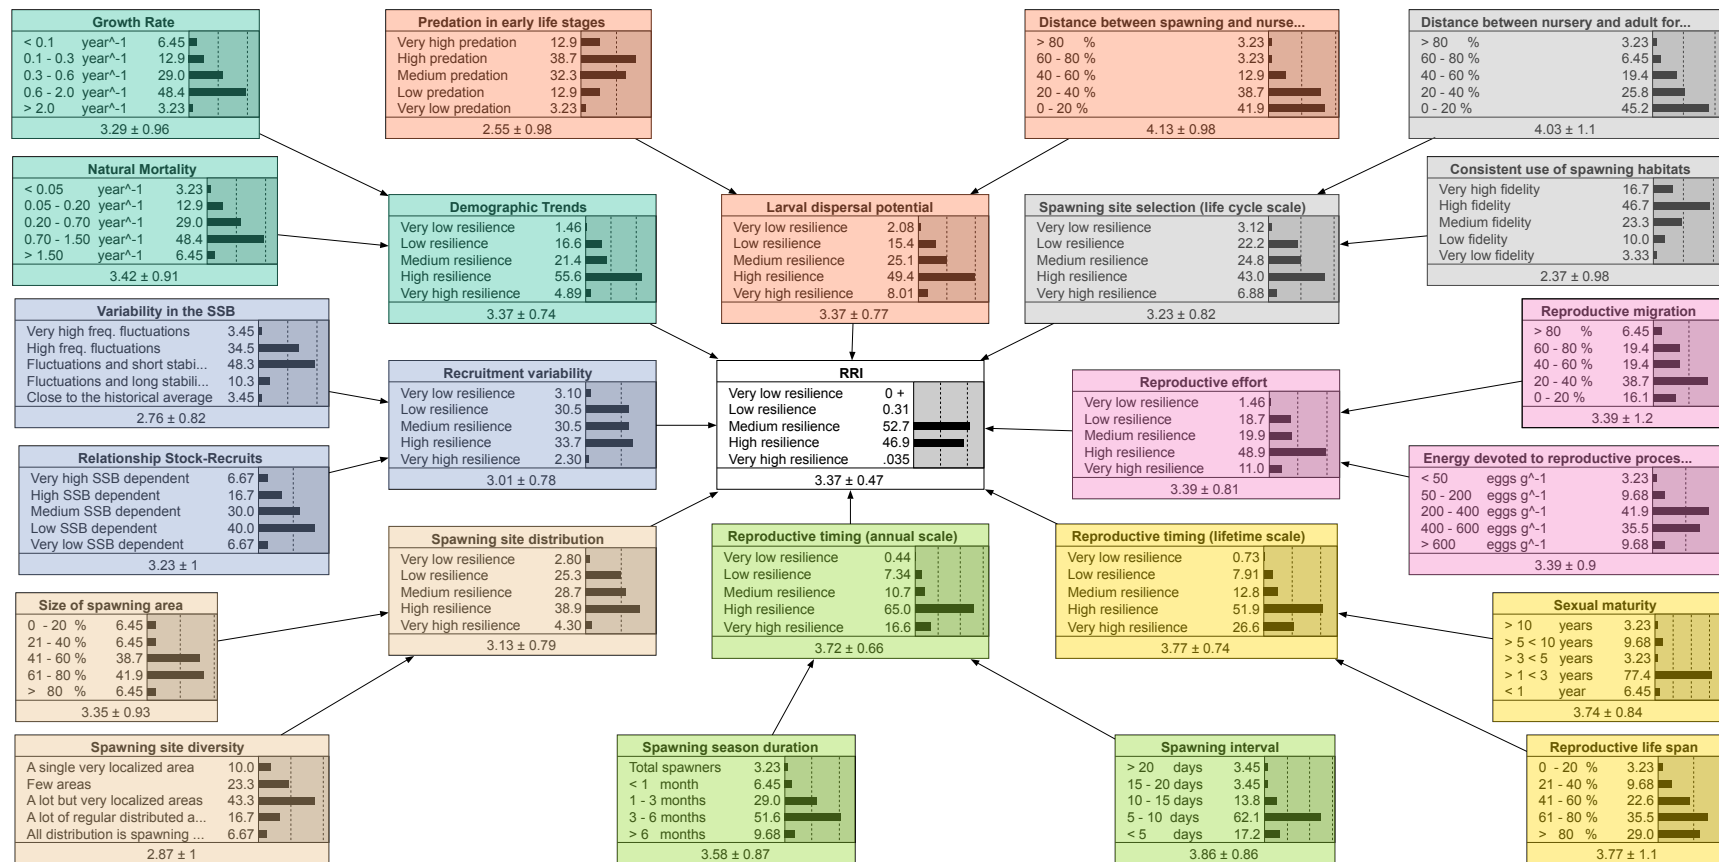 Growth Rate
< 0.1 year^-1 6.45
0.1 - 0.3 year^-1 12.9
0.3 - 0.6 year^-1 29.0
0.6 - 2.0 year^-1 48.4
> 2.0 year^-1 3.23
3.29 ± 0.96
Predation in early life stages
Very high predation 12.9
High predation 38.7
Medium predation 32.3
Low predation 12.9
Very low predation 3.23
2.55 ± 0.98
Distance between spawning and nurse...
> 80 % 3.23
60 - 80 % 3.23
40 - 60 % 12.9
20 - 40 % 38.7
0 - 20 % 41.9
4.13 ± 0.98
Distance between nursery and adult for...
> 80 % 3.23
60 - 80 % 6.45
40 - 60 % 19.4
20 - 40 % 25.8
0 - 20 % 45.2
4.03 ± 1.1
Natural Mortality
< 0.05 year^-1 3.23
0.05 - 0.20 year^-1 12.9
0.20 - 0.70 year^-1 29.0
0.70 - 1.50 year^-1 48.4
> 1.50 year^-1 6.45
3.42 ± 0.91
Demographic Trends
Very low resilience 1.46
Low resilience 16.6
Medium resilience 21.4
High resilience 55.6
Very high resilience 4.89
3.37 ± 0.74
Larval dispersal potential
Very low resilience 2.08
Low resilience 15.4
Medium resilience 25.1
High resilience 49.4
Very high resilience 8.01
3.37 ± 0.77
Spawning site selection (life cycle scale)
Very low resilience 3.12
Low resilience 22.2
Medium resilience 24.8
High resilience 43.0
Very high resilience 6.88
3.23 ± 0.82
Consistent use of spawning habitats
Very high fidelity 16.7
High fidelity 46.7
Medium fidelity 23.3
Low fidelity 10.0
Very low fidelity 3.33
2.37 ± 0.98
Variability in the SSB
Very high freq. fluctuations 3.45
High freq. fluctuations 34.5
Fluctuations and short stabi... 48.3
Fluctuations and long stabili... 10.3
Close to the historical average 3.45
2.76 ± 0.82
Recruitment variability
Very low resilience 3.10
Low resilience 30.5
Medium resilience 30.5
High resilience 33.7
Very high resilience 2.30
3.01 ± 0.78
RRI
Very low resilience 0 +
Low resilience 0.31
Medium resilience 52.7
High resilience 46.9
Very high resilience .035
3.37 ± 0.47
Reproductive effort
Very low resilience 1.46
Low resilience 18.7
Medium resilience 19.9
High resilience 48.9
Very high resilience 11.0
3.39 ± 0.81
Reproductive migration
> 80 % 6.45
60 - 80 % 19.4
40 - 60 % 19.4
20 - 40 % 38.7
0 - 20 % 16.1
3.39 ± 1.2
Relationship Stock-Recruits
Very high SSB dependent 6.67
High SSB dependent 16.7
Medium SSB dependent 30.0
Low SSB dependent 40.0
Very low SSB dependent 6.67
3.23 ± 1
Energy devoted to reproductive proces...
< 50 eggs g^-1 3.23
50 - 200 eggs g^-1 9.68
200 - 400 eggs g^-1 41.9
400 - 600 eggs g^-1 35.5
> 600 eggs g^-1 9.68
3.39 ± 0.9
Spawning site distribution
Very low resilience 2.80
Low resilience 25.3
Medium resilience 28.7
High resilience 38.9
Very high resilience 4.30
3.13 ± 0.79
Reproductive timing (annual scale)
Very low resilience 0.44
Low resilience 7.34
Medium resilience 10.7
High resilience 65.0
Very high resilience 16.6
3.72 ± 0.66
Reproductive timing (lifetime scale)
Very low resilience 0.73
Low resilience 7.91
Medium resilience 12.8
High resilience 51.9
Very high resilience 26.6
3.77 ± 0.74
Size of spawning area
0 - 20 % 6.45
21 - 40 % 6.45
41 - 60 % 38.7
61 - 80 % 41.9
> 80 % 6.45
3.35 ± 0.93
Sexual maturity
> 10 years 3.23
> 5 < 10 years 9.68
> 3 < 5 years 3.23
> 1 < 3 years 77.4
< 1 year 6.45
3.74 ± 0.84
Spawning site diversity
A single very localized area 10.0
Few areas 23.3
A lot but very localized areas 43.3
A lot of regular distributed a... 16.7
All distribution is spawning ... 6.67
2.87 ± 1
Spawning season duration
Total spawners 3.23
< 1 month 6.45
1 - 3 months 29.0
3 - 6 months 51.6
> 6 months 9.68
3.58 ± 0.87
Spawning interval
> 20 days 3.45
15 - 20 days 3.45
10 - 15 days 13.8
5 - 10 days 62.1
< 5 days 17.2
3.86 ± 0.86
Reproductive life span
0 - 20 % 3.23
21 - 40 % 9.68
41 - 60 % 22.6
61 - 80 % 35.5
> 80 % 29.0
3.77 ± 1.1